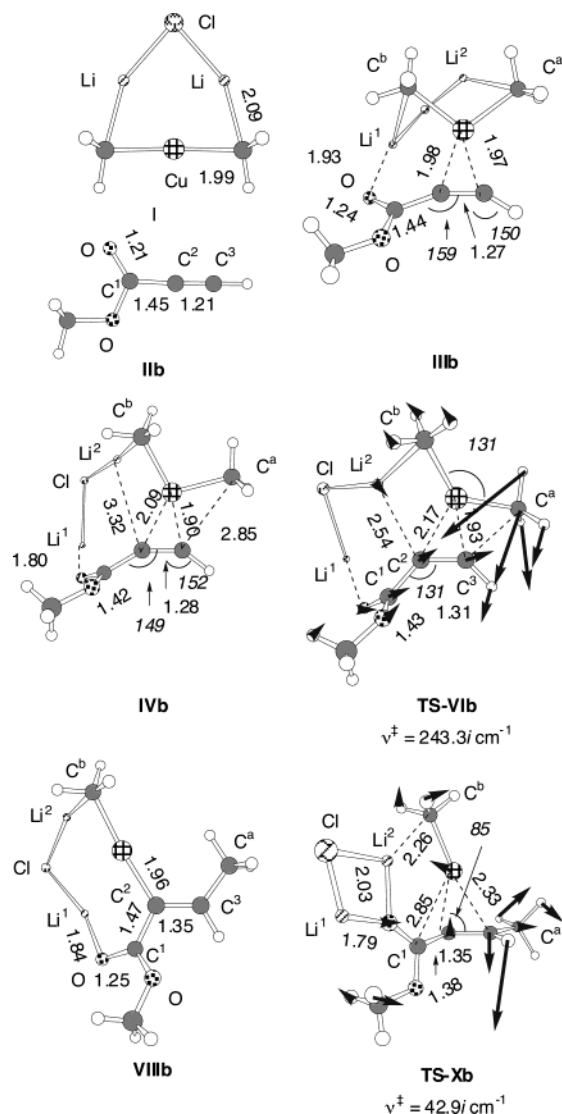 Cl
Li Li
2.09
Cu 1.99
I
O 1.21
C¹ C² C³
1.45 1.21
O
IIb
Cᵇ Li² Cᵃ
Li¹
1.93 1.98 1.97
O
1.24
1.44 159 1.27 150
O
IIIb
Cᵇ
Li² Cᵃ
Cl
3.32 2.09 1.90 2.85
Li¹
1.80
1.42 149 1.28 152
IVb
Cᵇ
131
Cl Li² Cᵃ
2.54 2.17 1.93
Li¹ C¹ C² C³
131 1.31
1.43
TS-VIb
ν‡ = 243.3i cm⁻¹
Cᵇ
Li²
Cl
Cᵃ
1.96
C² C³
Li¹ 1.47 1.35
1.84 C¹
O 1.25 O
VIIIb
Cᵇ
Cl Li² 2.26 85
2.03 2.85 2.33
Li¹ Cᵃ
1.79 C¹ 1.35
1.38
TS-Xb
ν‡ = 42.9i cm⁻¹